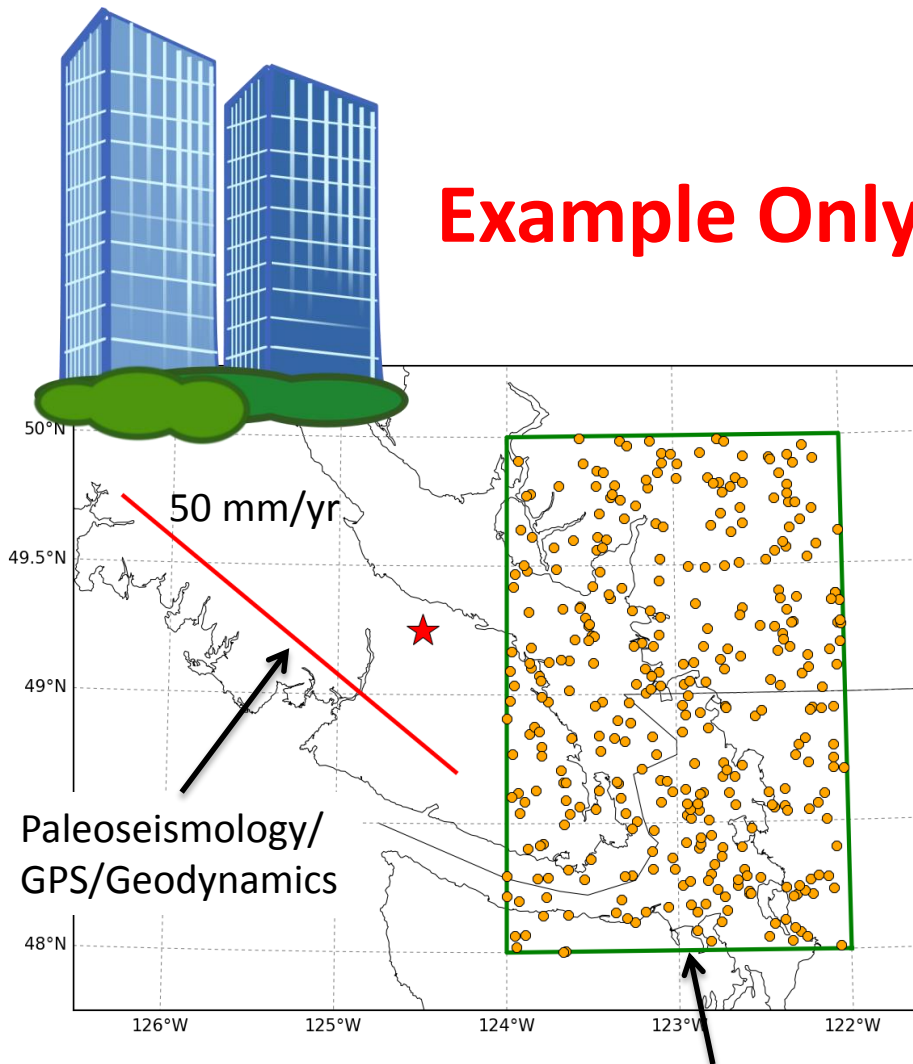 Example Only
50°N
50 mm/yr
49.5°N
49°N
Paleoseismology/
GPS/Geodynamics
48°N
126°W
125°W
124°W
123°W
122°W